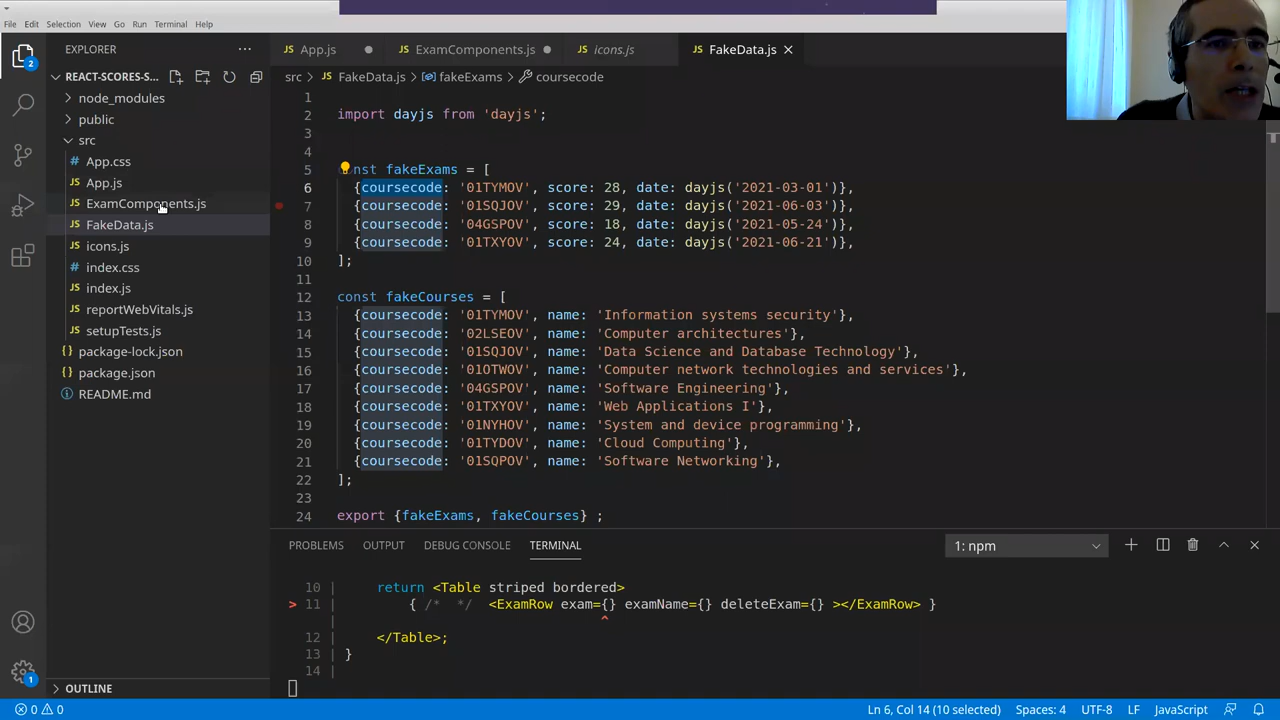 File Edit Selection View Go Run Terminal Help
EXPLORER
REACT-SCORES-S...
node_modules
public
src
App.css
App.js
ExamComponents.js
FakeData.js
icons.js
index.css
index.js
reportWebVitals.js
setupTests.js
package-lock.json
package.json
README.md
OUTLINE
2
1
App.js
ExamComponents.js
icons.js
FakeData.js
src > FakeData.js > fakeExams > coursecode
1
2 import dayjs from 'dayjs';
3
4
5 nst fakeExams = [
6 {coursecode: '01TYMOV', score: 28, date: dayjs('2021-03-01')},
7 {coursecode: '01SQJOV', score: 29, date: dayjs('2021-06-03')},
8 {coursecode: '04GSPOV', score: 18, date: dayjs('2021-05-24')},
9 {coursecode: '01TXYOV', score: 24, date: dayjs('2021-06-21')},
10 ];
11
12 const fakeCourses = [
13 {coursecode: '01TYMOV', name: 'Information systems security'},
14 {coursecode: '02LSEOV', name: 'Computer architectures'},
15 {coursecode: '01SQJOV', name: 'Data Science and Database Technology'},
16 {coursecode: '01OTWOV', name: 'Computer network technologies and services'},
17 {coursecode: '04GSPOV', name: 'Software Engineering'},
18 {coursecode: '01TXYOV', name: 'Web Applications I'},
19 {coursecode: '01NYHOV', name: 'System and device programming'},
20 {coursecode: '01TYDOV', name: 'Cloud Computing'},
21 {coursecode: '01SQPOV', name: 'Software Networking'},
22 ];
23
24 export {fakeExams, fakeCourses} ;
PROBLEMS OUTPUT DEBUG CONSOLE TERMINAL
1: npm
10 | return <Table striped bordered>
> 11 | { /* */ <ExamRow exam={} examName={} deleteExam={} ></ExamRow> }
| ^
12 | </Table>;
13 | }
14 |
0 0
Ln 6, Col 14 (10 selected) Spaces: 4 UTF-8 LF JavaScript